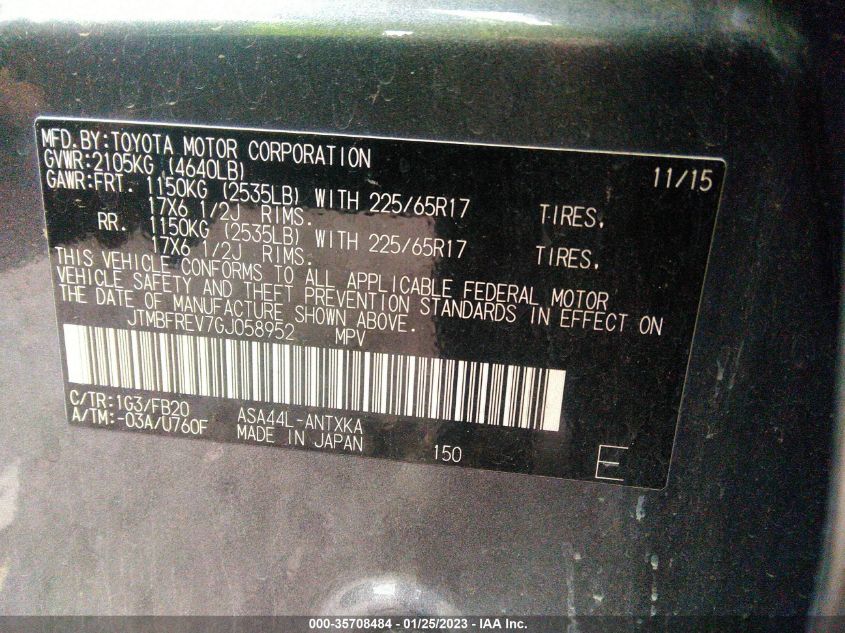 MFD.BY:TOYOTA MOTOR CORPORATION 11/15
GVWR:2105KG (4640LB)
GAWR:FRT. 1150KG (2535LB) WITH 225/65R17 TIRES.
17X6 1/2J RIMS.
RR. 1150KG (2535LB) WITH 225/65R17 TIRES.
17X6 1/2J RIMS.
THIS VEHICLE CONFORMS TO ALL APPLICABLE FEDERAL MOTOR
VEHICLE SAFETY AND THEFT PREVENTION STANDARDS IN EFFECT ON
THE DATE OF MANUFACTURE SHOWN ABOVE.
JTMBFREV7GJ058952 MPV
C/TR:1G3/FB20 ASA44L-ANTXKA
A/TM:-03A/U760F MADE IN JAPAN 150 E
000-35708484 - 01/25/2023 - IAA Inc.